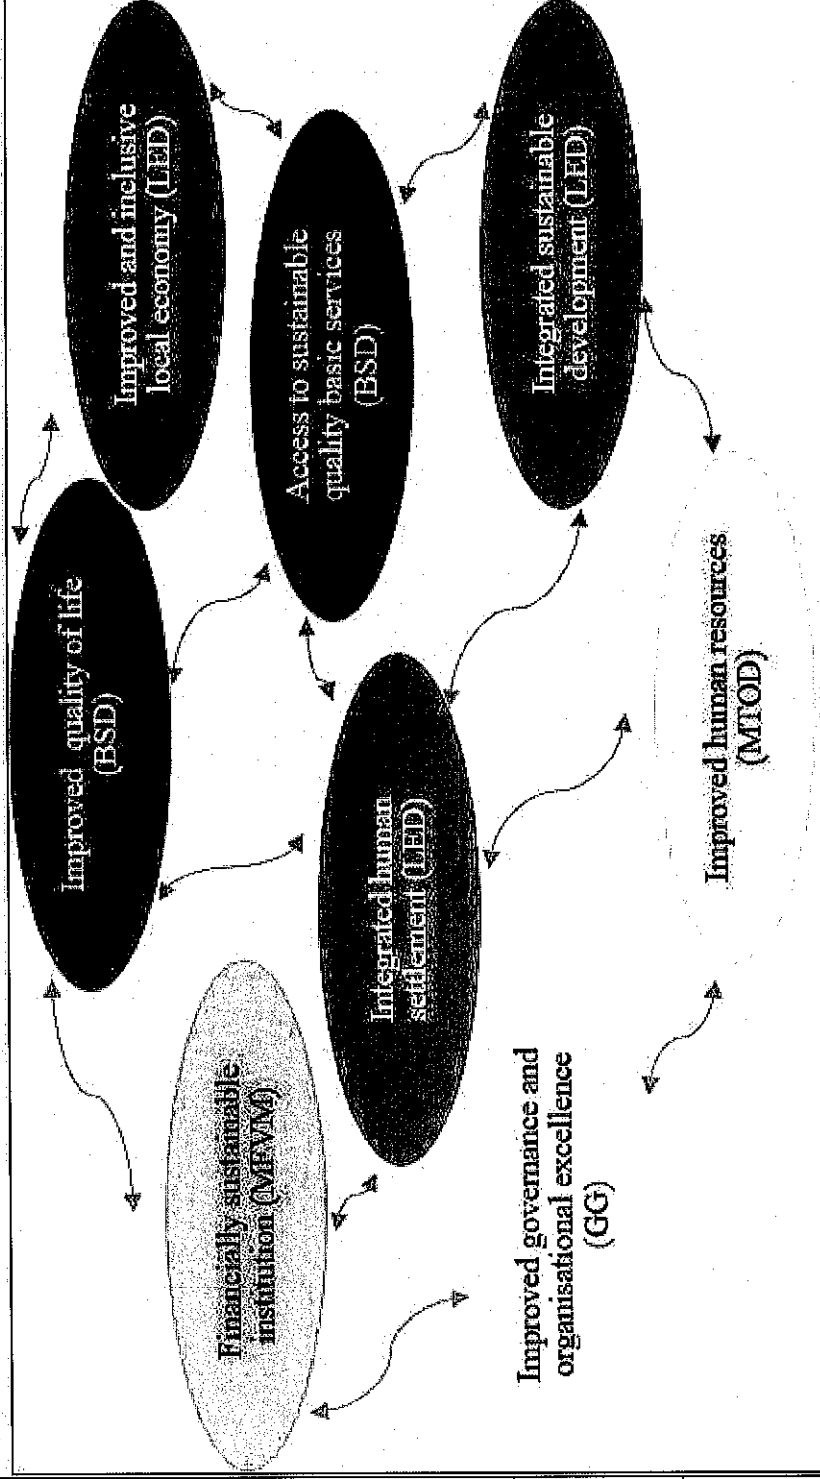 Improved quality of life
(BSD)
Improved and inclusive
local economy (LED)
Financially sustainable
institution (MFVM)
Access to sustainable
quality basic services
(BSD)
Integrated human
settlement (LED)
Improved governance and
organisational excellence
(GG)
Integrated sustainable
development (LED)
Improved human resources
(MTOD)